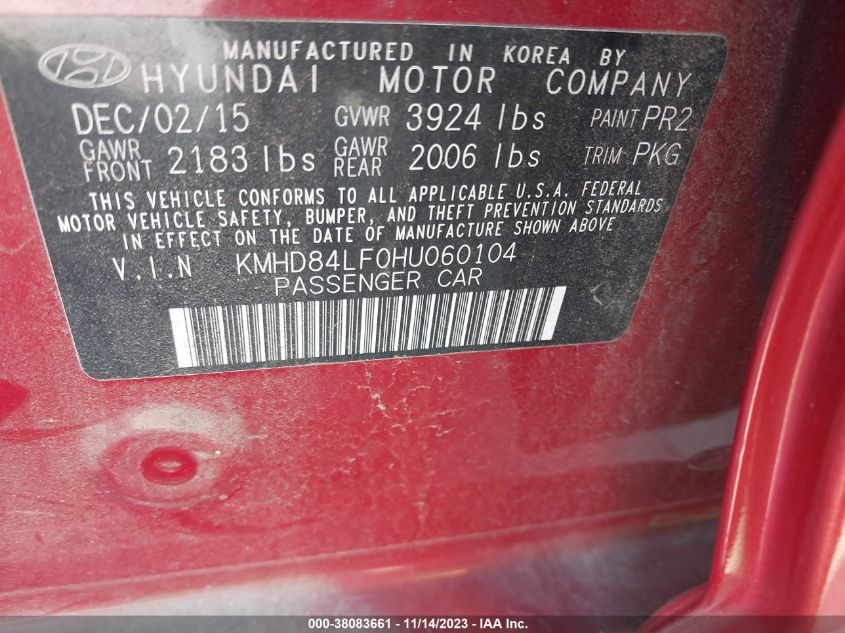 MANUFACTURED IN KOREA BY
HYUNDAI MOTOR COMPANY
DEC/02/15 GVWR 3924 lbs PAINT PR2
GAWR FRONT 2183 lbs GAWR REAR 2006 lbs TRIM PKG
THIS VEHICLE CONFORMS TO ALL APPLICABLE U.S.A. FEDERAL
MOTOR VEHICLE SAFETY, BUMPER, AND THEFT PREVENTION STANDARDS
IN EFFECT ON THE DATE OF MANUFACTURE SHOWN ABOVE
V.I.N KMHD84LF0HU060104
PASSENGER CAR
000-38083661 - 11/14/2023 - IAA Inc.